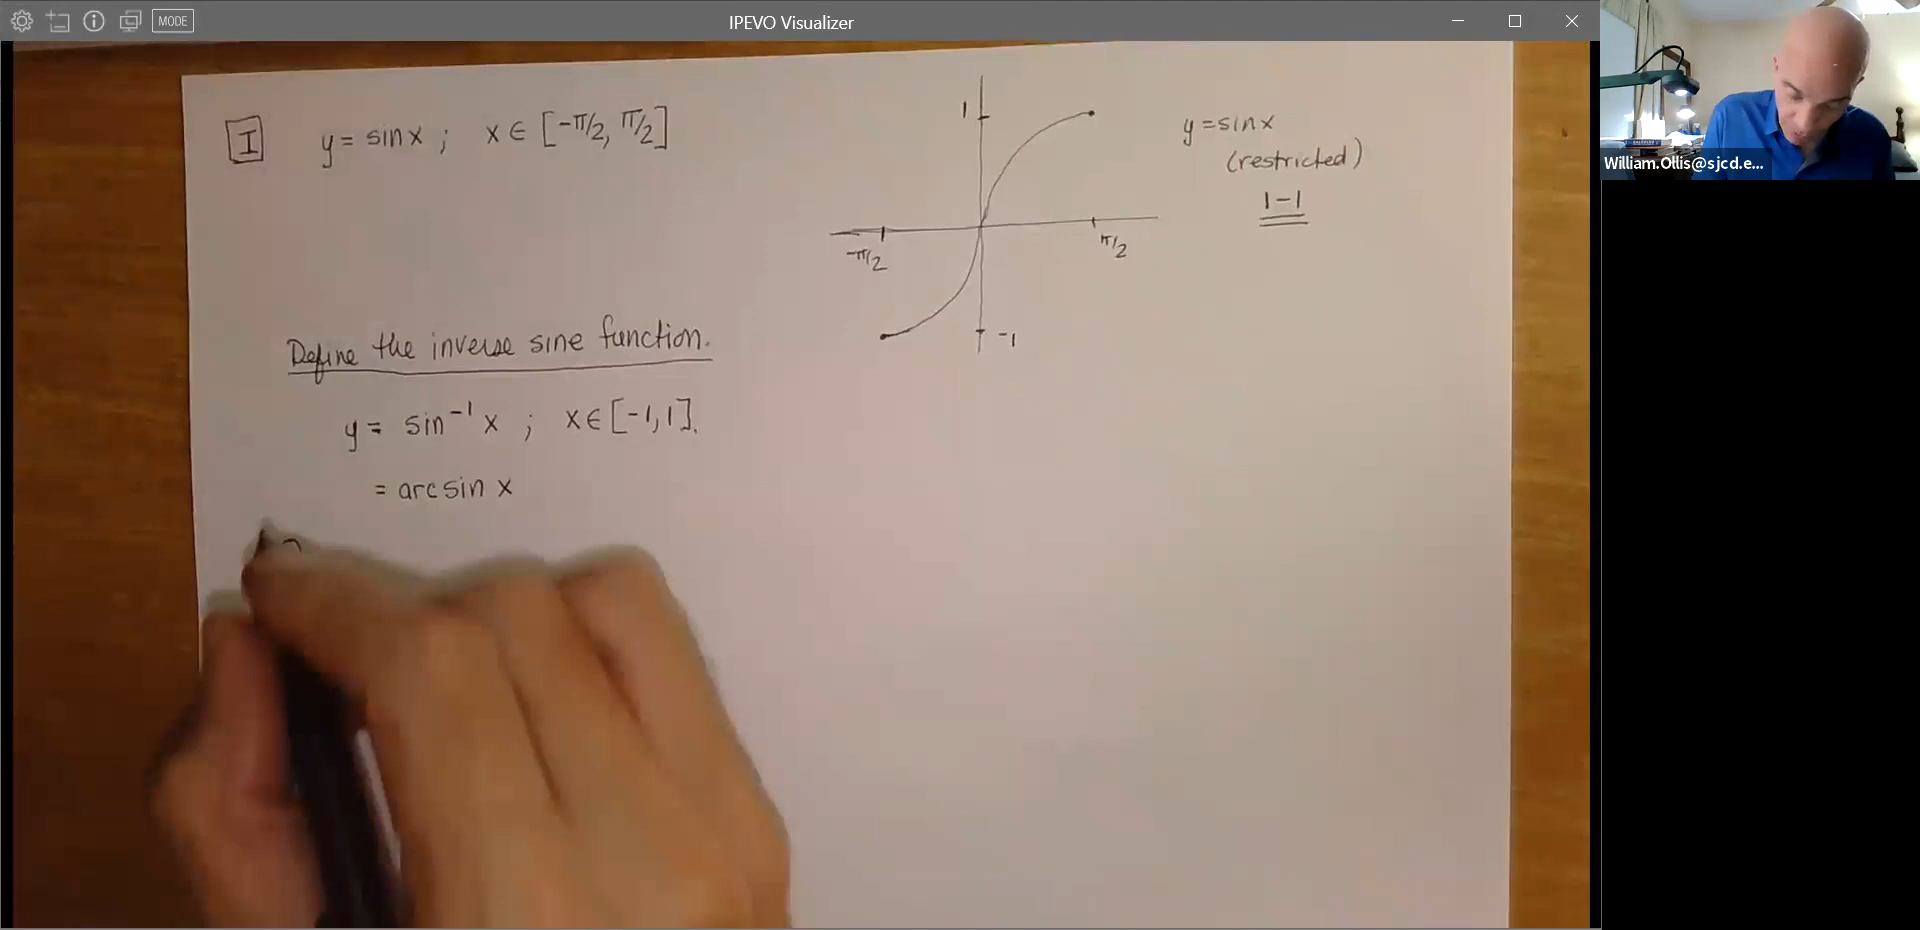 MODE
IPEVO Visualizer
I y = sin x ; x ∈ [-π/2, π/2]
1
y = sin x
(restricted)
1-1
-π/2
π/2
-1
Define the inverse sine function.
y = sin⁻¹ x ; x ∈ [-1, 1].
= arcsin x
William.Ollis@sjcd.e...